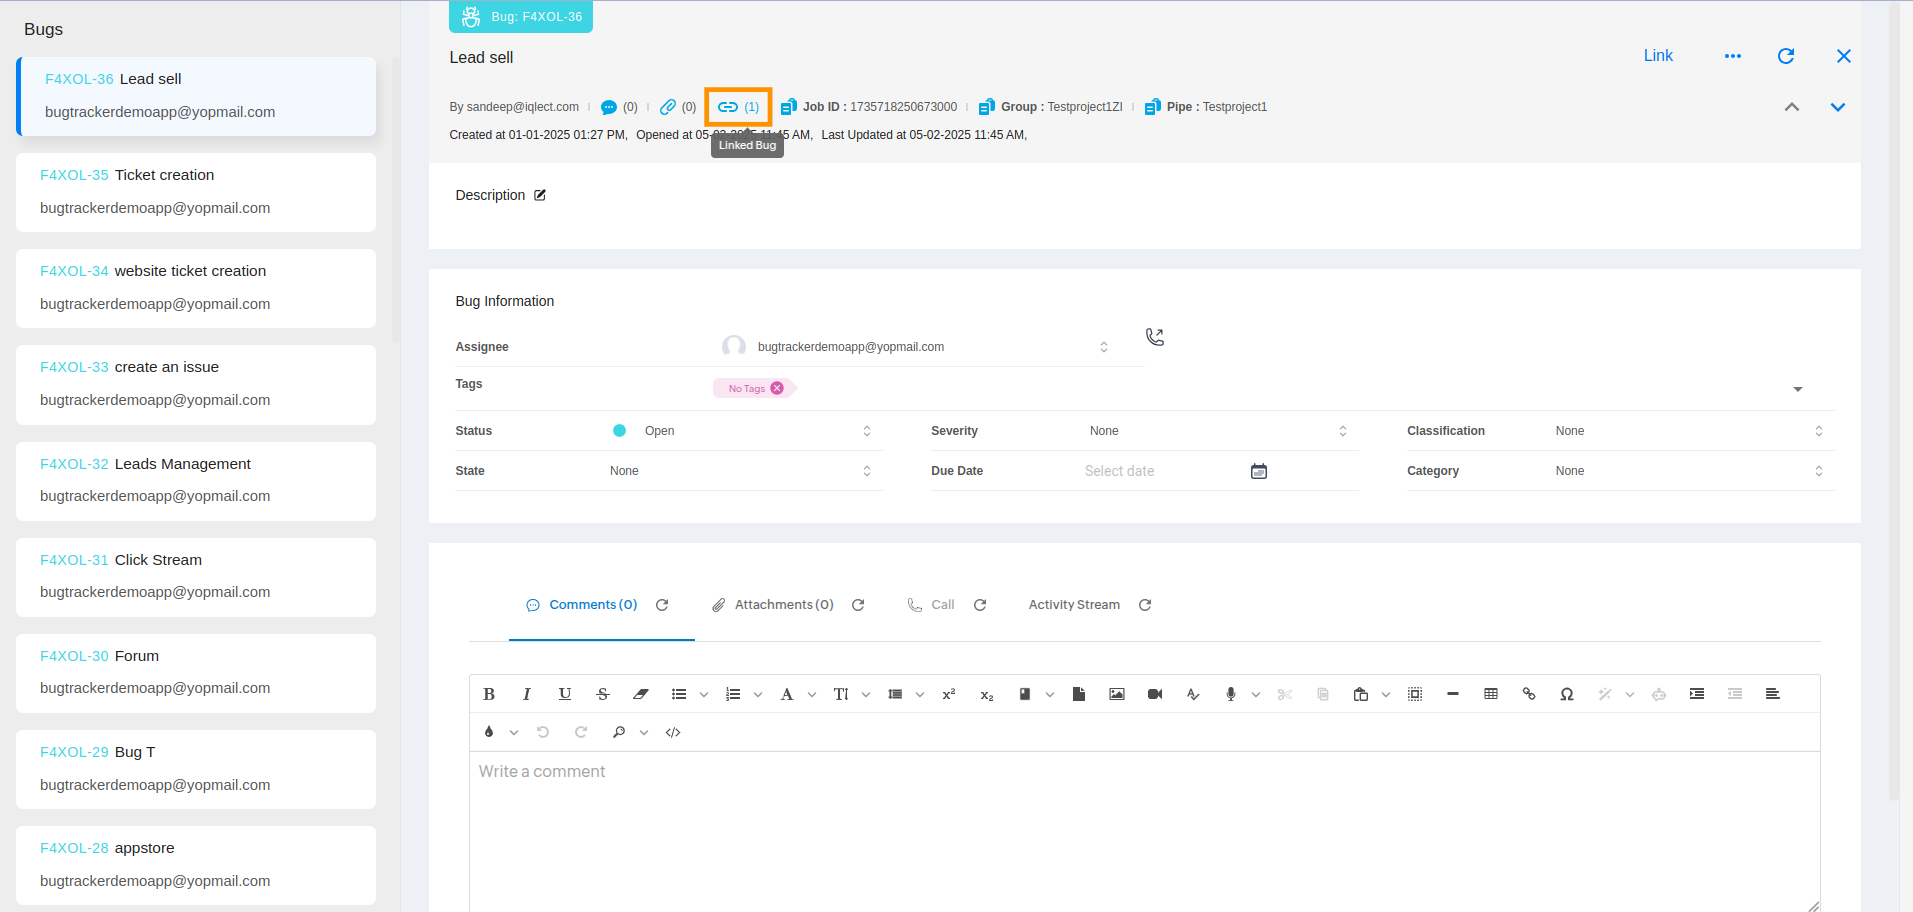 Bugs
F4XOL-36 Lead sell
bugtrackerdemoapp@yopmail.com
F4XOL-35 Ticket creation
bugtrackerdemoapp@yopmail.com
F4XOL-34 website ticket creation
bugtrackerdemoapp@yopmail.com
F4XOL-33 create an issue
bugtrackerdemoapp@yopmail.com
F4XOL-32 Leads Management
bugtrackerdemoapp@yopmail.com
F4XOL-31 Click Stream
bugtrackerdemoapp@yopmail.com
F4XOL-30 Forum
bugtrackerdemoapp@yopmail.com
F4XOL-29 Bug T
bugtrackerdemoapp@yopmail.com
F4XOL-28 appstore
bugtrackerdemoapp@yopmail.com
Bug: F4XOL-36
Lead sell
Link
By sandeep@iqlect.com (0) (0) (1) Job ID : 1735718250673000 Group : Testproject1ZI Pipe : Testproject1
Created at 01-01-2025 01:27 PM, Opened at 05-02-2025 11:45 AM, Last Updated at 05-02-2025 11:45 AM,
Linked Bug
Description
Bug Information
Assignee bugtrackerdemoapp@yopmail.com
Tags No Tags
Status Open Severity None Classification None
State None Due Date Select date Category None
Comments (0) Attachments (0) Call Activity Stream
Write a comment